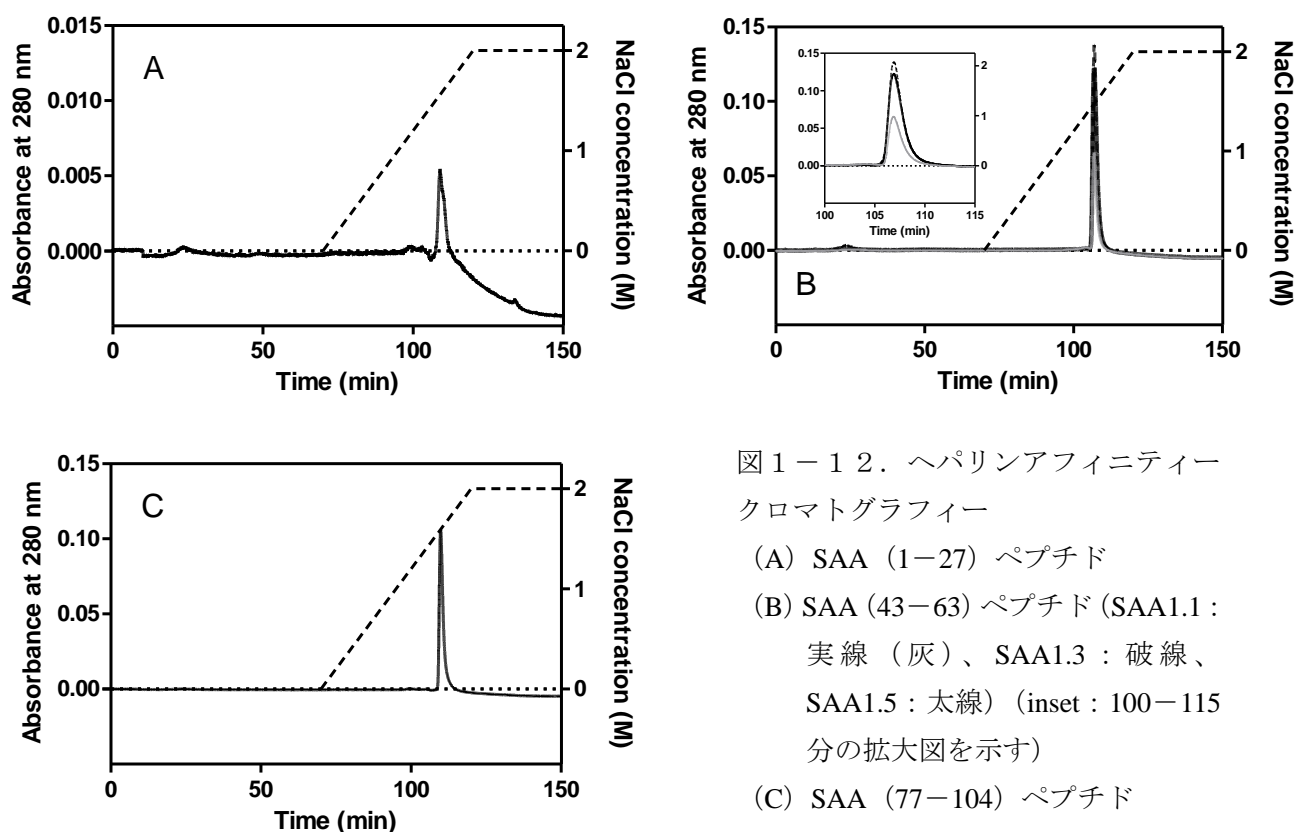 A
0.015
0.010
0.005
0.000
Absorbance at 280 nm
2
1
0
NaCl concentration (M)
0 50 100 150
Time (min)
B
0.15
0.10
0.05
0.00
Absorbance at 280 nm
2
1
0
NaCl concentration (M)
0 50 100 150
Time (min)
0.15
0.10
0.05
0.00
2
1
0
100 105 110 115
Time (min)
C
0.15
0.10
0.05
0.00
Absorbance at 280 nm
2
1
0
NaCl concentration (M)
0 50 100 150
Time (min)
図1-12.ヘパリンアフィニティー
クロマトグラフィー
(A) SAA(1-27)ペプチド
(B) SAA(43-63)ペプチド(SAA1.1:
実線(灰)、SAA1.3:破線、
SAA1.5:太線)(inset:100-115
分の拡大図を示す)
(C) SAA(77-104)ペプチド